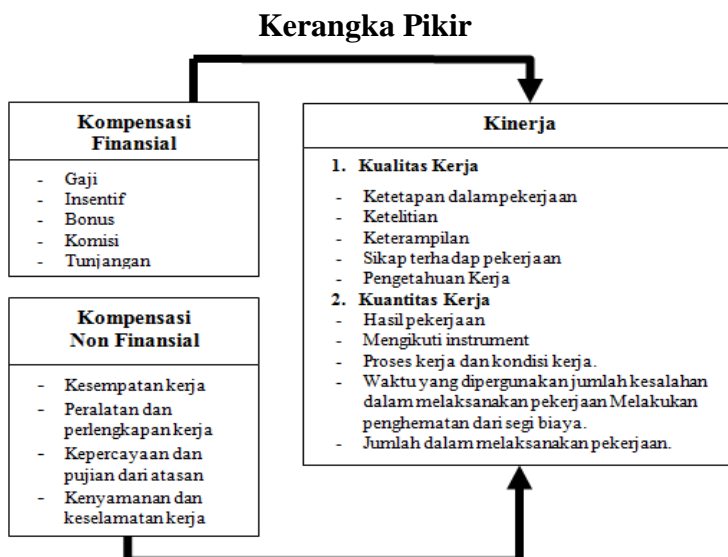 Kerangka Pikir
Kompensasi
Finansial
- Gaji
- Insentif
- Bonus
- Komisi
- Tunjangan
Kompensasi
Non Finansial
- Kesempatan kerja
- Peralatan dan
perlengkapan kerja
- Kepercayaan dan
pujian dari atasan
- Kenyamanan dan
keselamatan kerja
Kinerja
1. Kualitas Kerja
- Ketetapan dalampekerjaan
- Ketelitian
- Keterampilan
- Sikap terhadap pekerjaan
- Pengetahuan Kerja
2. Kuantitas Kerja
- Hasil pekerjaan
- Mengikuti instrument
- Proses kerja dan kondisi kerja.
- Waktu yang dipergunakan jumlah kesalahan
dalam melaksanakan pekerjaan Melakukan
penghematan dari segi biaya.
- Jumlah dalam melaksanakan pekerjaan.